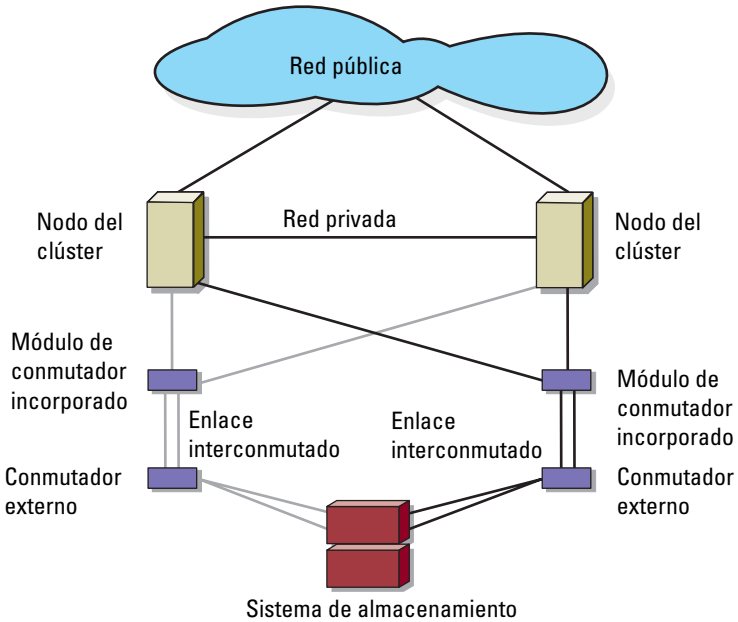 Red pública
Nodo del
clúster
Red privada
Nodo del
clúster
Módulo de
conmutador
incorporado
Módulo de
conmutador
incorporado
Enlace
interconmutado
Enlace
interconmutado
Conmutador
externo
Conmutador
externo
Sistema de almacenamiento